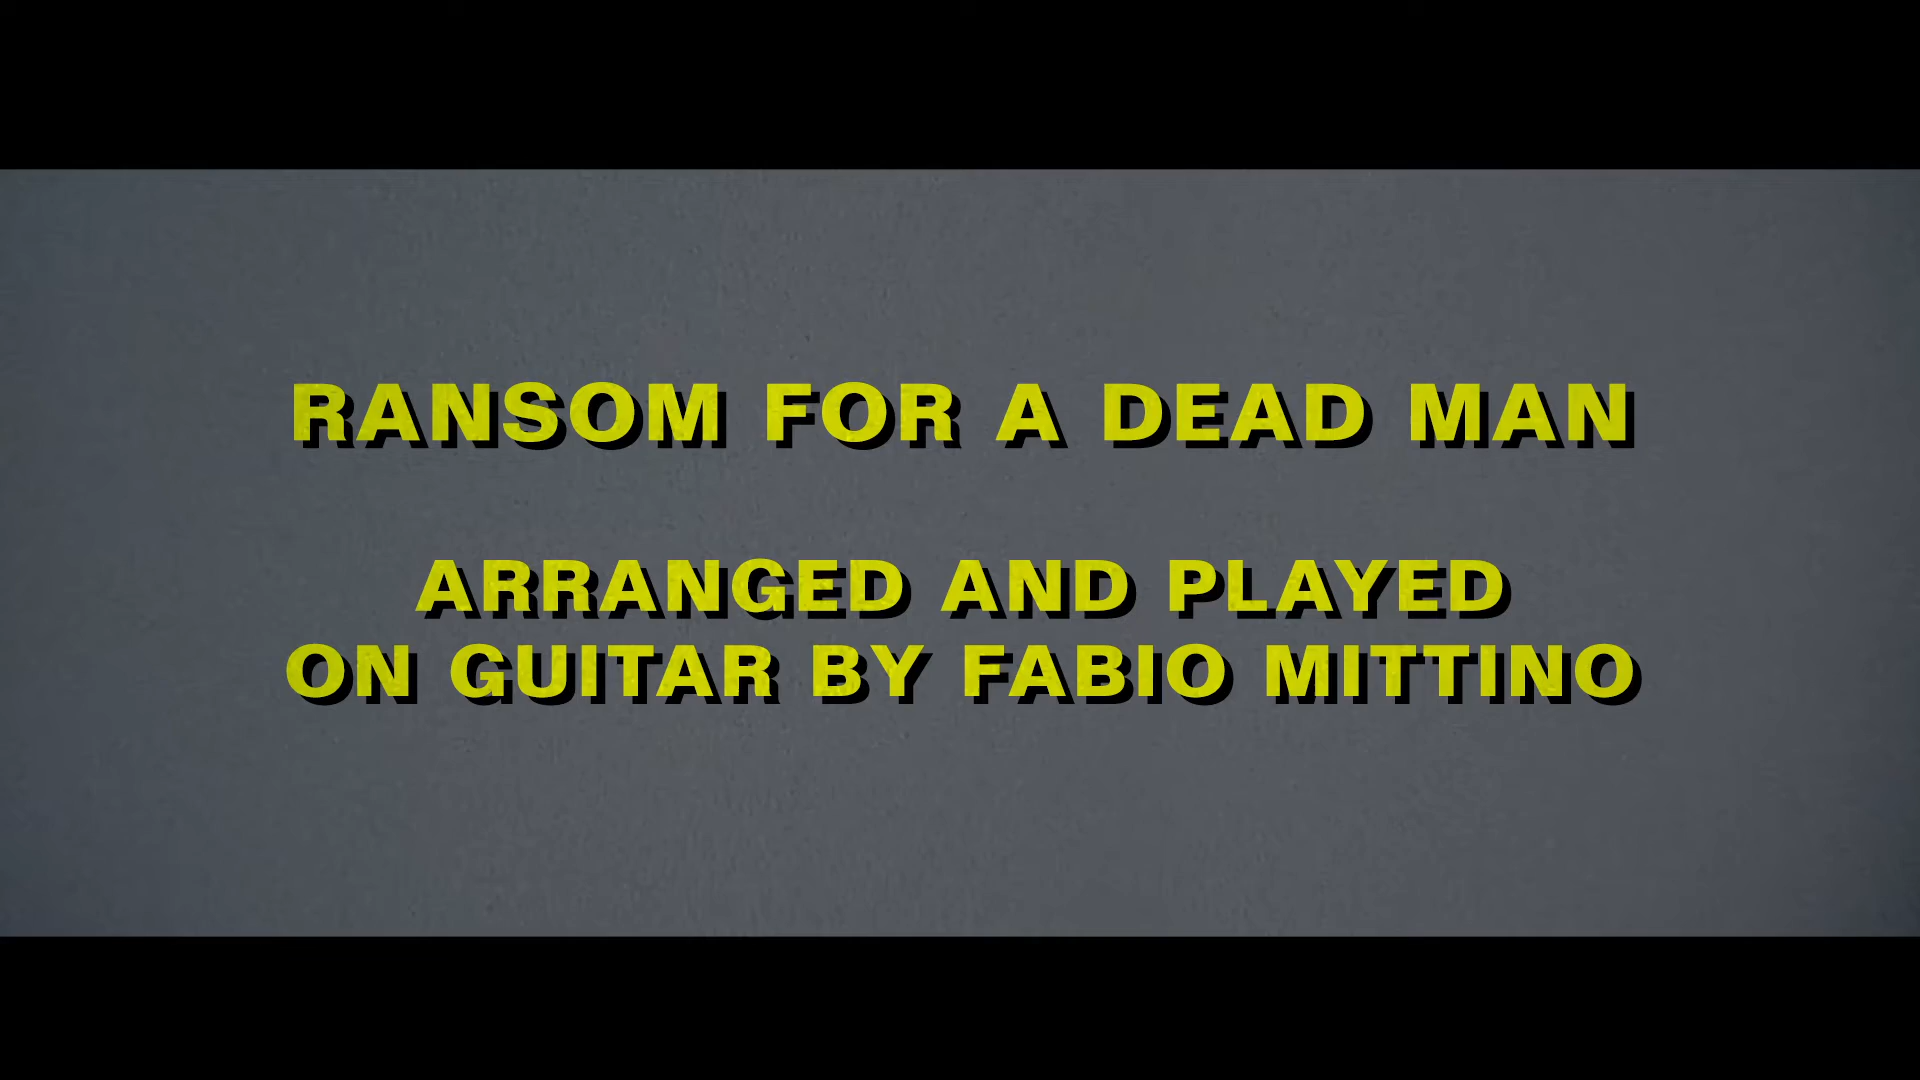 RANSOM FOR A DEAD MAN
ARRANGED AND PLAYED
ON GUITAR BY FABIO MITTINO